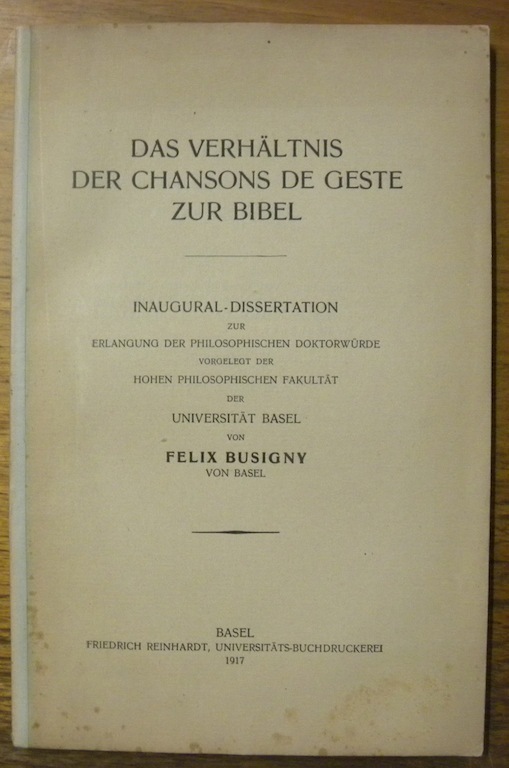 DAS VERHÄLTNIS
DER CHANSONS DE GESTE
ZUR BIBEL
INAUGURAL-DISSERTATION
ZUR
ERLANGUNG DER PHILOSOPHISCHEN DOKTORWÜRDE
VORGELEGT DER
HOHEN PHILOSOPHISCHEN FAKULTÄT
DER
UNIVERSITÄT BASEL
VON
FELIX BUSIGNY
VON BASEL
BASEL
FRIEDRICH REINHARDT, UNIVERSITÄTS-BUCHDRUCKEREI
1917